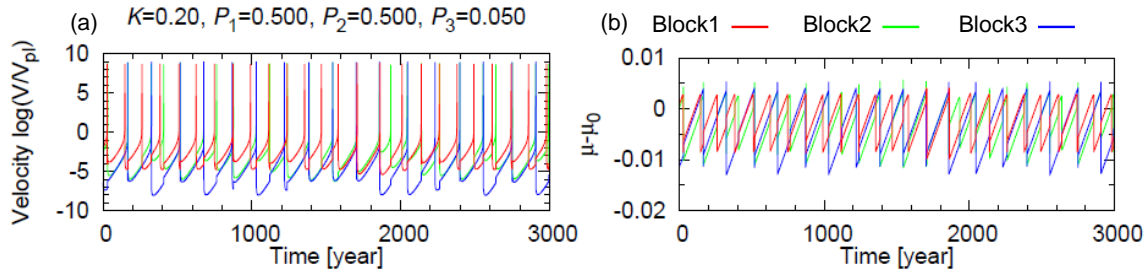 (a) K=0.20, P1=0.500, P2=0.500, P3=0.050
(b) Block1 Block2 Block3
Velocity log(V/Vpl)
10
5
0
-5
-10
0 1000 2000 3000
Time [year]
μ-μ0
0.01
0
-0.01
-0.02
0 1000 2000 3000
Time [year]